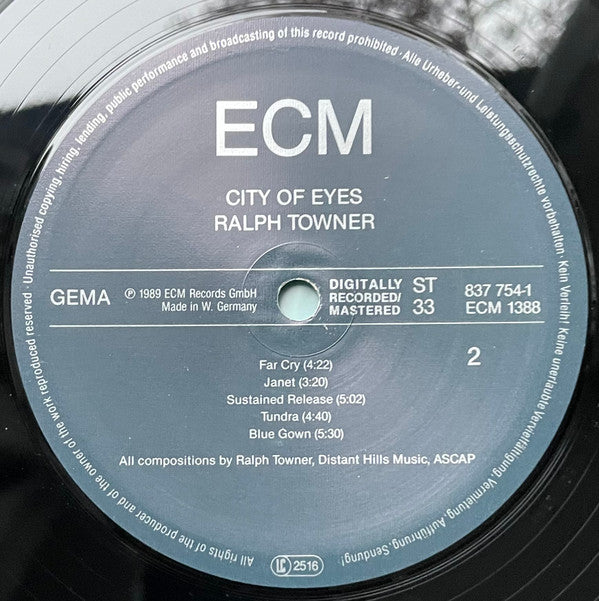 ECM
CITY OF EYES
RALPH TOWNER
GEMA
℗ 1989 ECM Records GmbH
Made in W. Germany
DIGITALLY
RECORDED/
MASTERED
ST
33
837 754-1
ECM 1388
2
Far Cry (4:22)
Janet (3:20)
Sustained Release (5:02)
Tundra (4:40)
Blue Gown (5:30)
All compositions by Ralph Towner, Distant Hills Music, ASCAP
LC 2516
All rights of the producer and of the owner of the work reproduced reserved · Unauthorised copying, hiring, lending, public performance and broadcasting of this record prohibited · Alle Urheber- und Leistungsschutzrechte vorbehalten · Kein Verleih! Keine unerlaubte Vervielfältigung, Vermietung, Aufführung, Sendung!